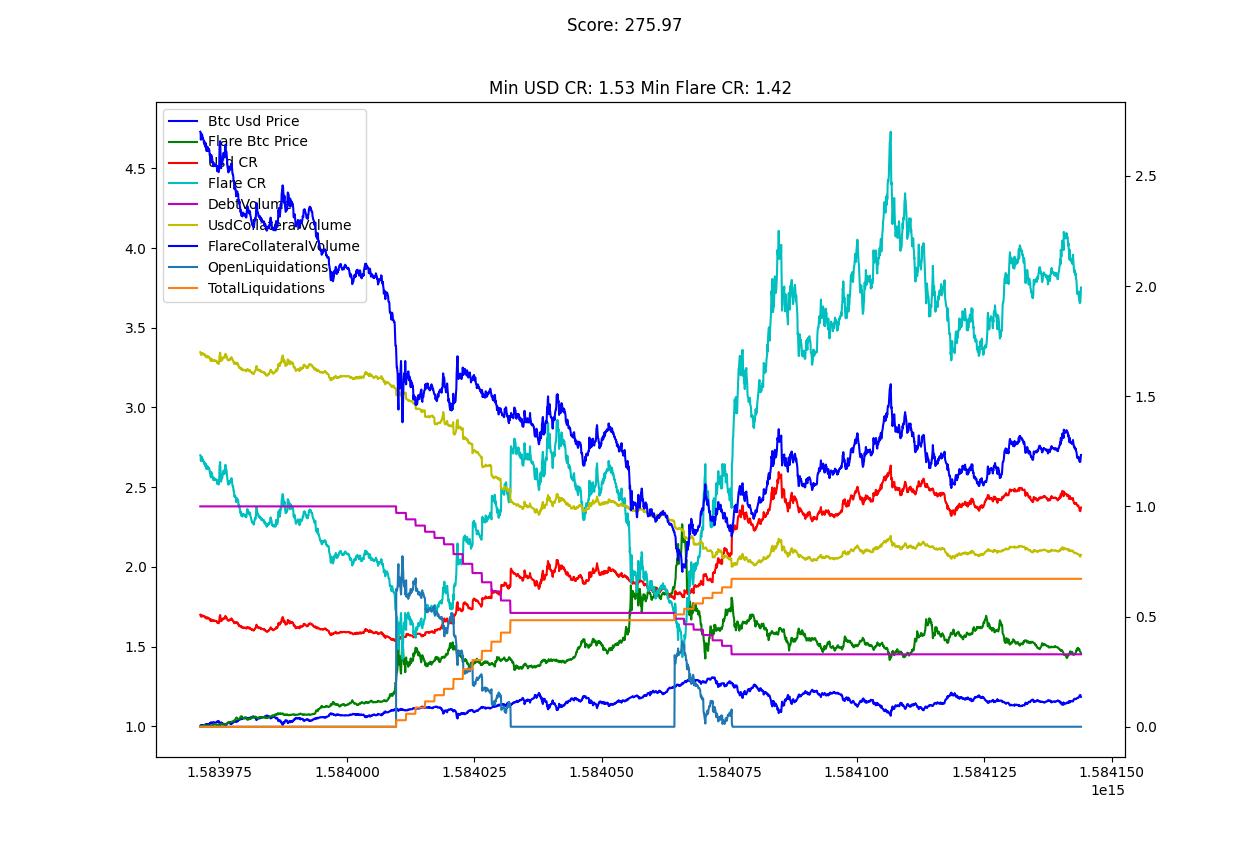 Score: 275.97
Min USD CR: 1.53 Min Flare CR: 1.42
Btc Usd Price
Flare Btc Price
Usd CR
Flare CR
DebtVolume
UsdCollateralVolume
FlareCollateralVolume
OpenLiquidations
TotalLiquidations
4.5
4.0
3.5
3.0
2.5
2.0
1.5
1.0
2.5
2.0
1.5
1.0
0.5
0.0
1.583975 1.584000 1.584025 1.584050 1.584075 1.584100 1.584125 1.584150
1e15